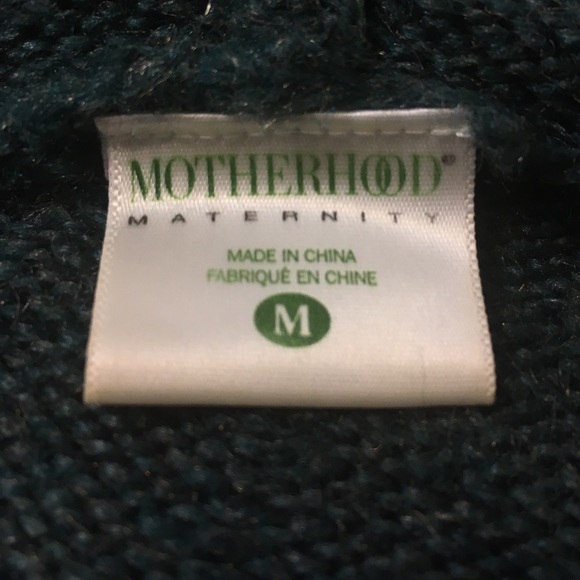 MOTHERHOOD®
MATERNITY
MADE IN CHINA
FABRIQUÉ EN CHINE
M